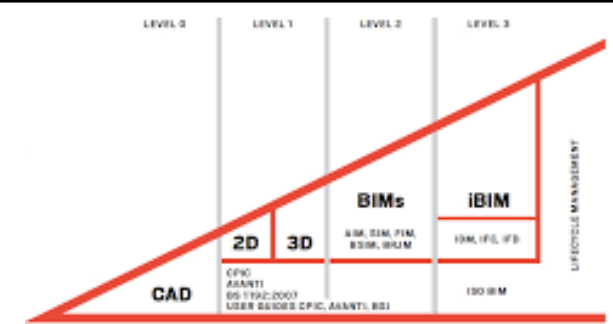 LEVEL 0
LEVEL 1
LEVEL 2
LEVEL 3
BIMs
iBIM
2D
3D
AIM, SIM, FIM,
BSIM, BRIM
IDM, IFC, IFD
LIFECYCLE MANAGEMENT
CAD
CPIC
AVANTI
BS 1192:2007
USER GUIDES CPIC, AVANTI, BSI
ISO BIM